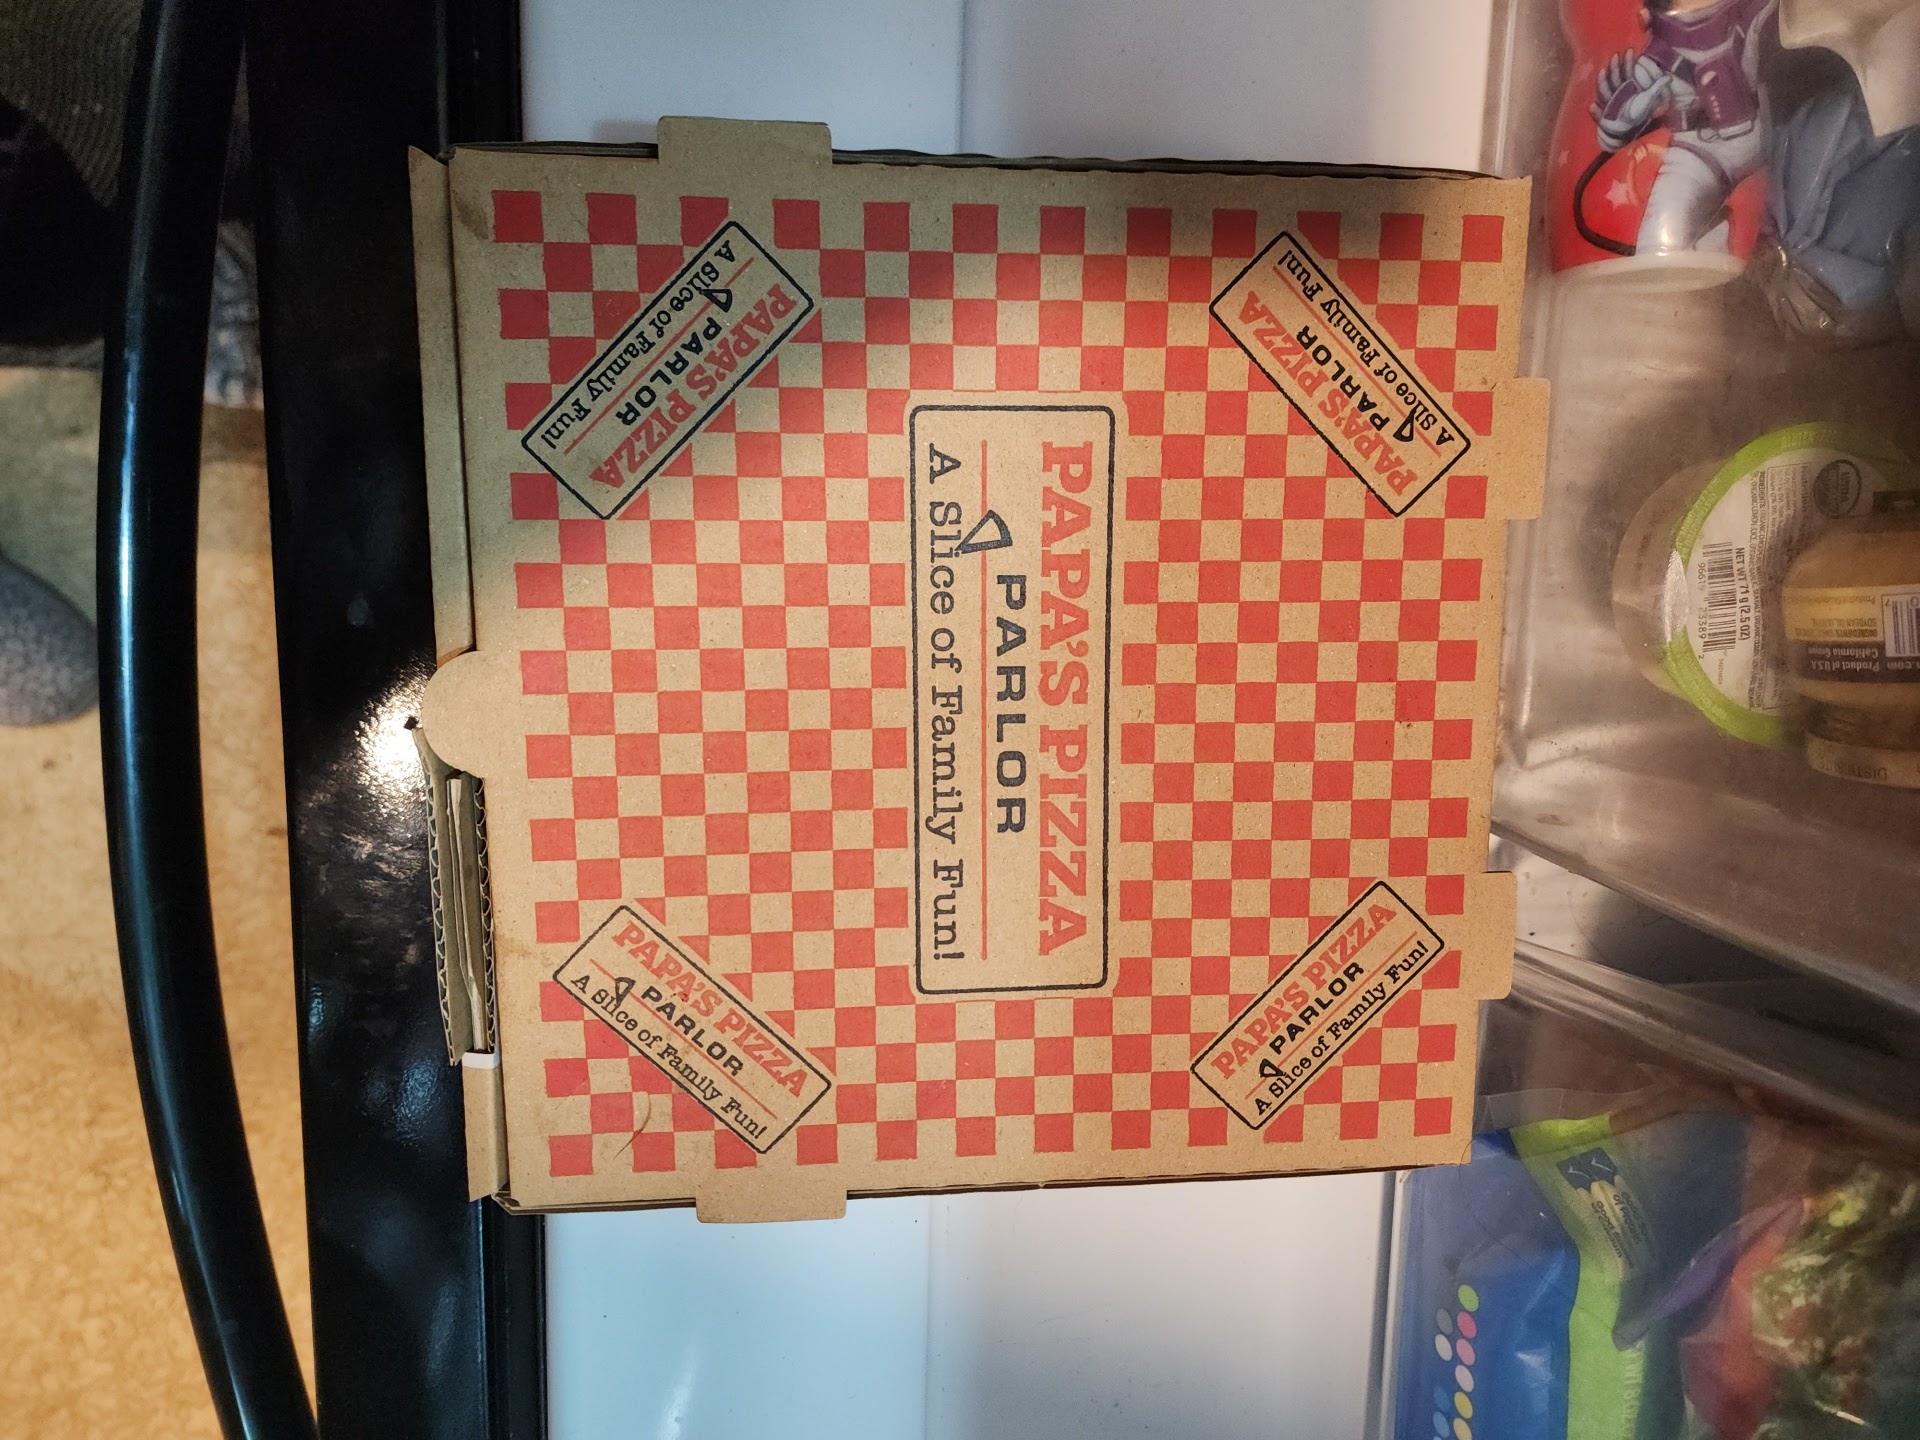 PAPA'S PIZZA
PARLOR
A Slice of Family Fun!
PAPA'S PIZZA
PARLOR
A Slice of Family Fun!
PAPA'S PIZZA
PARLOR
A Slice of Family Fun!
PAPA'S PIZZA
PARLOR
A Slice of Family Fun!
PAPA'S PIZZA
PARLOR
A Slice of Family Fun!
NET WT 71 g (2.5 OZ)
Product of U.S.A.
California Grown